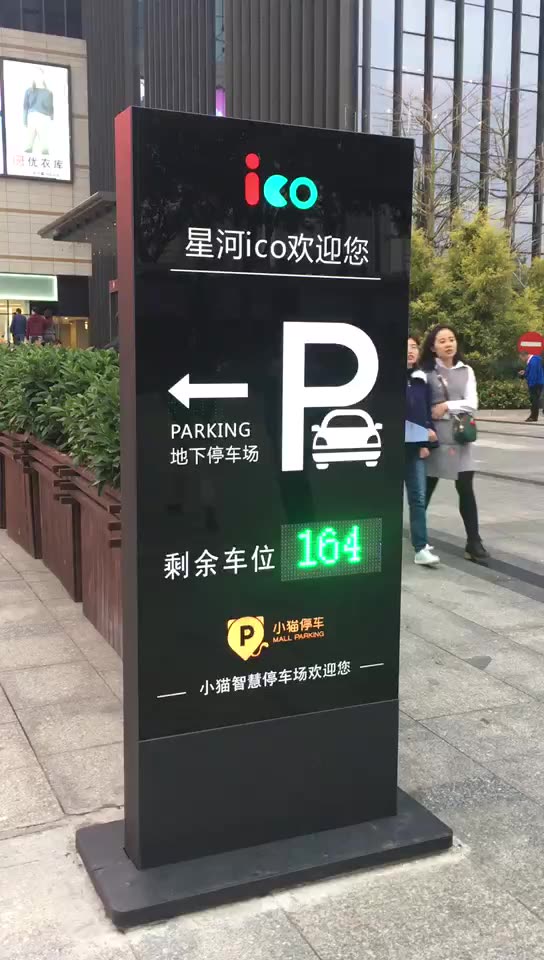 优衣库
ico
星河ico欢迎您
P
PARKING
地下停车场
剩余车位 164
P 小猫停车
MALL PARKING
小猫智慧停车场欢迎您